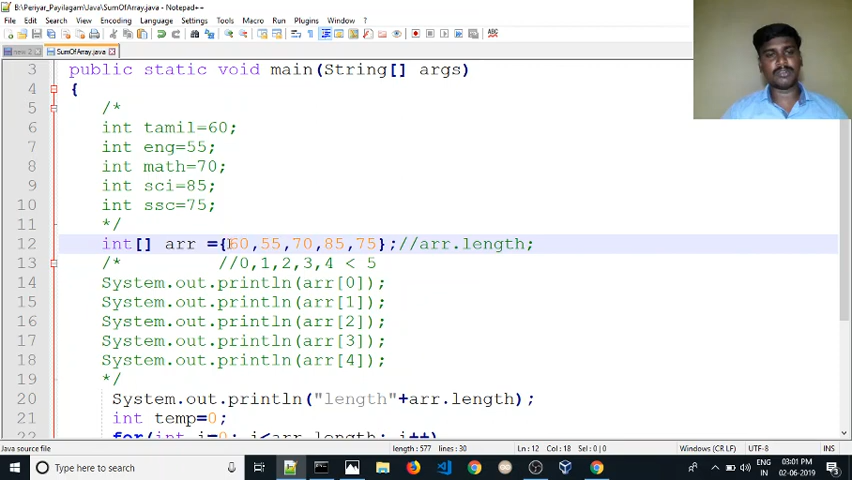 B:\Periyar_Payilagam\Java\SumOfArray.java - Notepad++
File Edit Search View Encoding Language Settings Tools Macro Run Plugins Window ?
new 2 SumOfArray.java
3 public static void main(String[] args)
4 {
5 /*
6 int tamil=60;
7 int eng=55;
8 int math=70;
9 int sci=85;
10 int ssc=75;
11 */
12 int[] arr ={60,55,70,85,75};//arr.length;
13 /* //0,1,2,3,4 < 5
14 System.out.println(arr[0]);
15 System.out.println(arr[1]);
16 System.out.println(arr[2]);
17 System.out.println(arr[3]);
18 System.out.println(arr[4]);
19 */
20 System.out.println("length"+arr.length);
21 int temp=0;
22 for(int i=0; i<arr.length; i++)
Java source file length : 577 lines : 30 Ln : 12 Col : 18 Sel : 0 | 0 Windows (CR LF) UTF-8 INS
Type here to search ENG IN 03:01 PM 02-06-2019